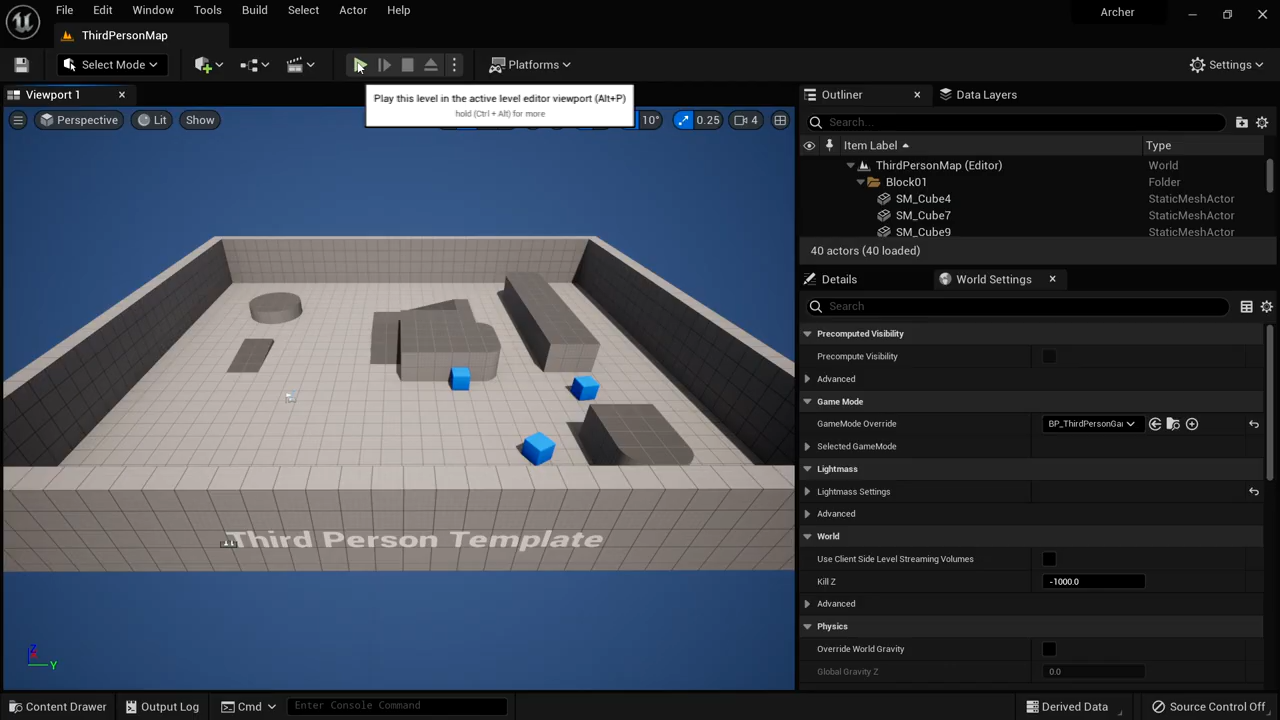 File Edit Window Tools Build Select Actor Help
Archer
ThirdPersonMap
Select Mode
Platforms
Settings
Viewport 1
Play this level in the active level editor viewport (Alt+P)
hold (Ctrl + Alt) for more
Perspective Lit Show
10° 0.25 4
Third Person Template
Z
Y
Outliner Data Layers
Search...
Item Label Type
ThirdPersonMap (Editor) World
Block01 Folder
SM_Cube4 StaticMeshActor
SM_Cube7 StaticMeshActor
SM_Cube9 StaticMeshActor
40 actors (40 loaded)
Details World Settings
Search
Precomputed Visibility
Precompute Visibility
Advanced
Game Mode
GameMode Override BP_ThirdPersonGa
Selected GameMode
Lightmass
Lightmass Settings
Advanced
World
Use Client Side Level Streaming Volumes
Kill Z -1000.0
Advanced
Physics
Override World Gravity
Global Gravity Z 0.0
Content Drawer Output Log Cmd Enter Console Command Derived Data Source Control Off